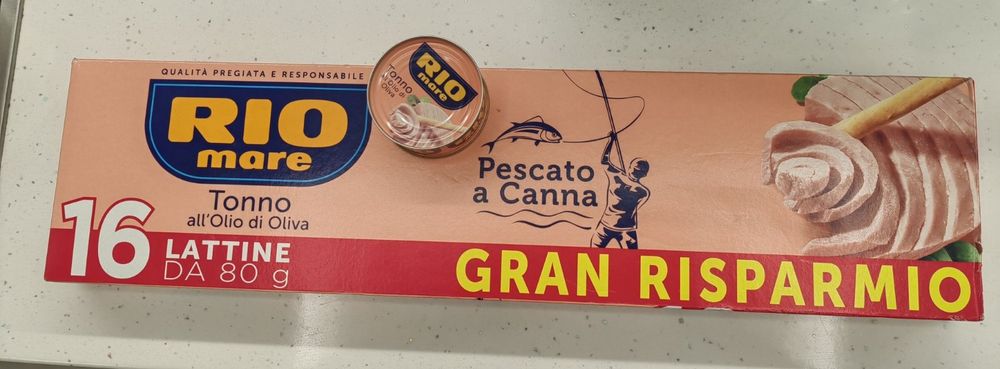 QUALITÀ PREGIATA E RESPONSABILE
RIO
mare
Tonno
all'Olio di Oliva
16 LATTINE
DA 80 g
RIO
mare
Tonno
all'Olio di
Oliva
Pescato
a Canna
GRAN RISPARMIO